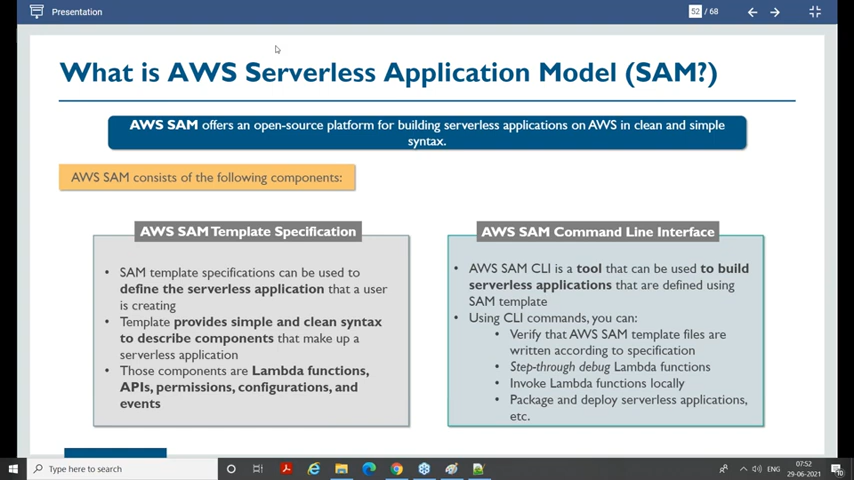 Presentation
52 / 68
What is AWS Serverless Application Model (SAM?)
AWS SAM offers an open-source platform for building serverless applications on AWS in clean and simple
syntax.
AWS SAM consists of the following components:
AWS SAM Template Specification
• SAM template specifications can be used to
define the serverless application that a user
is creating
• Template provides simple and clean syntax
to describe components that make up a
serverless application
• Those components are Lambda functions,
APIs, permissions, configurations, and
events
AWS SAM Command Line Interface
• AWS SAM CLI is a tool that can be used to build
serverless applications that are defined using
SAM template
• Using CLI commands, you can:
• Verify that AWS SAM template files are
written according to specification
• Step-through debug Lambda functions
• Invoke Lambda functions locally
• Package and deploy serverless applications,
etc.
Type here to search
ENG
07:52
29-06-2021